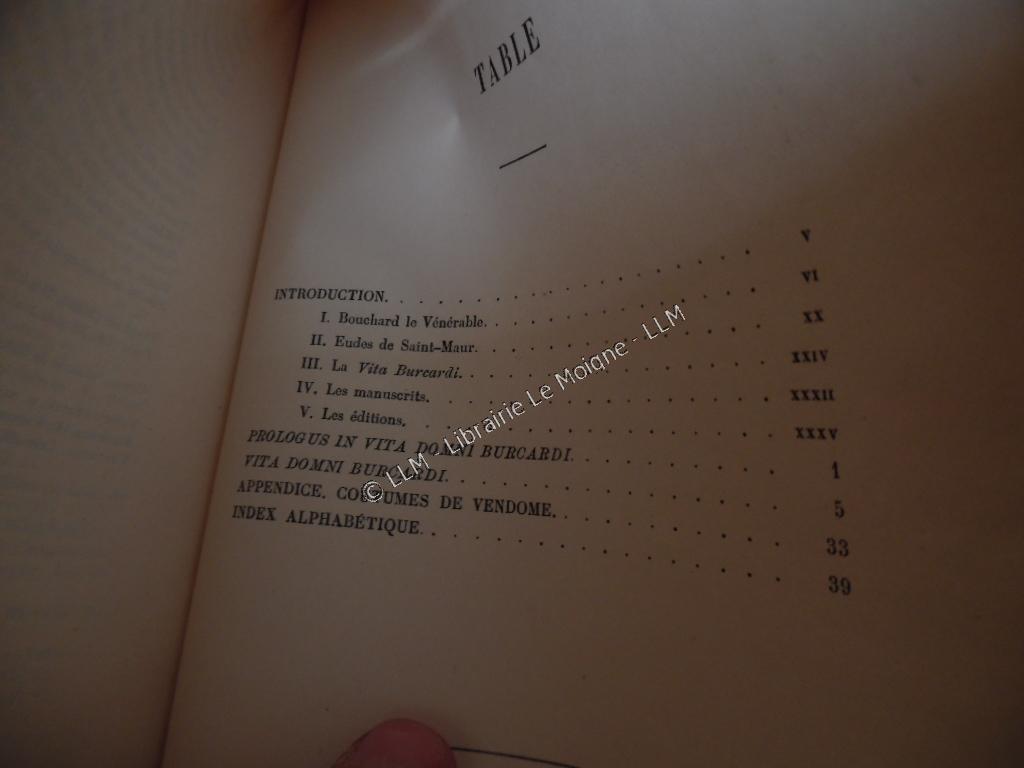 TABLE
INTRODUCTION. . . . . . . . . . . . . . . . . V
I. Bouchard le Vénérable. . . . . . . . . . . . VI
II. Eudes de Saint-Maur. . . . . . . . . . . . XX
III. La Vita Burcardi. . . . . . . . . . . . . XXIV
IV. Les manuscrits. . . . . . . . . . . . . . XXXII
V. Les éditions. . . . . . . . . . . . . . . XXXV
PROLOGUS IN VITA DOMNI BURCARDI. . . . . . . . . 1
VITA DOMNI BURCARDI. . . . . . . . . . . . . . 5
APPENDICE. COUTUMES DE VENDOME. . . . . . . . . . 33
INDEX ALPHABÉTIQUE. . . . . . . . . . . . . . . 39
© LLM - Librairie Le Moigne - LLM